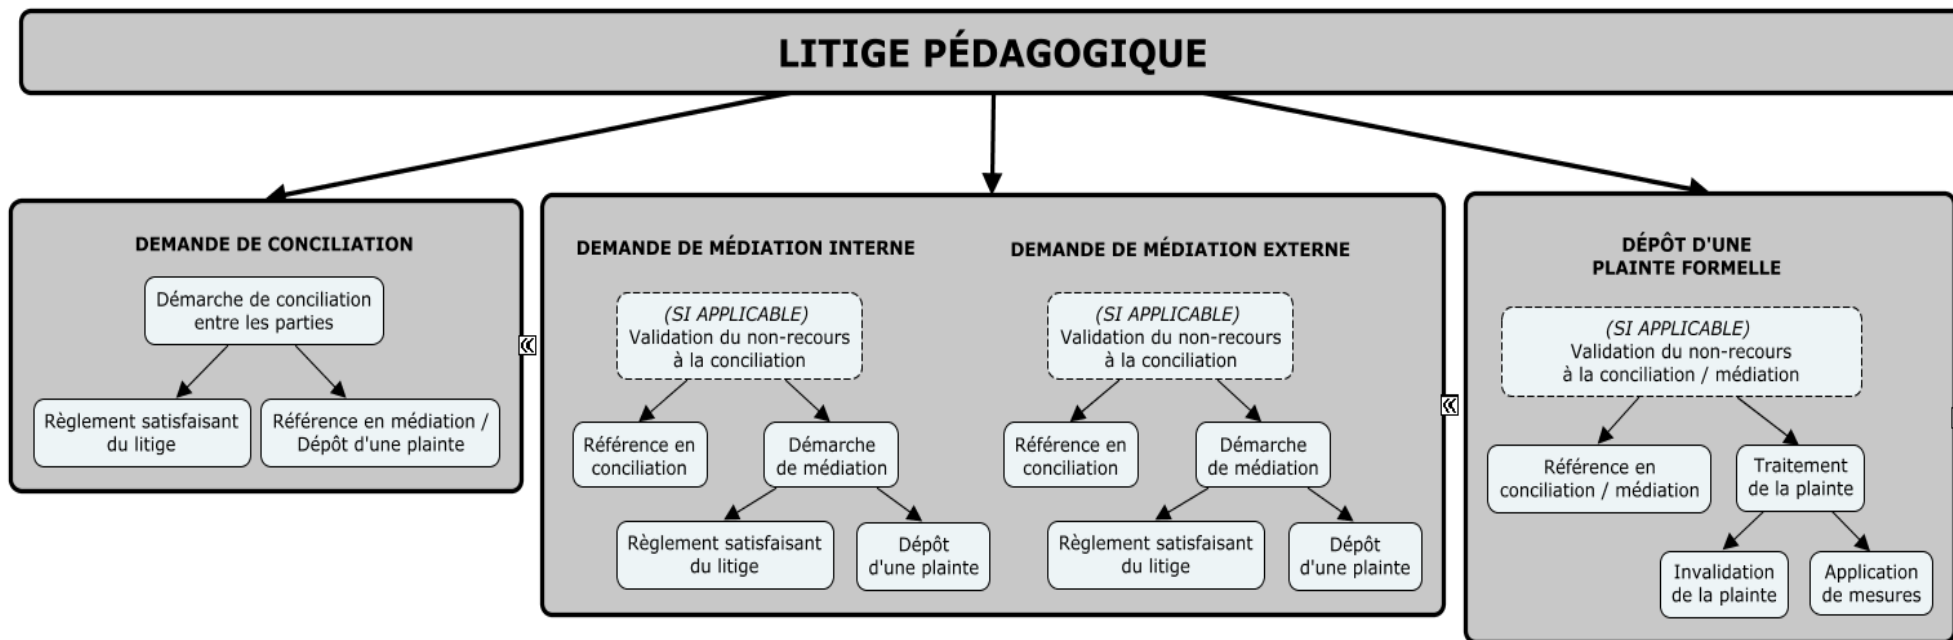 LITIGE PÉDAGOGIQUE
DEMANDE DE CONCILIATION
Démarche de conciliation
entre les parties
Règlement satisfaisant
du litige
Référence en médiation /
Dépôt d'une plainte
DEMANDE DE MÉDIATION INTERNE
(SI APPLICABLE)
Validation du non-recours
à la conciliation
Référence en
conciliation
Démarche
de médiation
Règlement satisfaisant
du litige
Dépôt
d'une plainte
DEMANDE DE MÉDIATION EXTERNE
(SI APPLICABLE)
Validation du non-recours
à la conciliation
Référence en
conciliation
Démarche
de médiation
Règlement satisfaisant
du litige
Dépôt
d'une plainte
DÉPÔT D'UNE
PLAINTE FORMELLE
(SI APPLICABLE)
Validation du non-recours
à la conciliation / médiation
Référence en
conciliation / médiation
Traitement
de la plainte
Invalidation
de la plainte
Application
de mesures